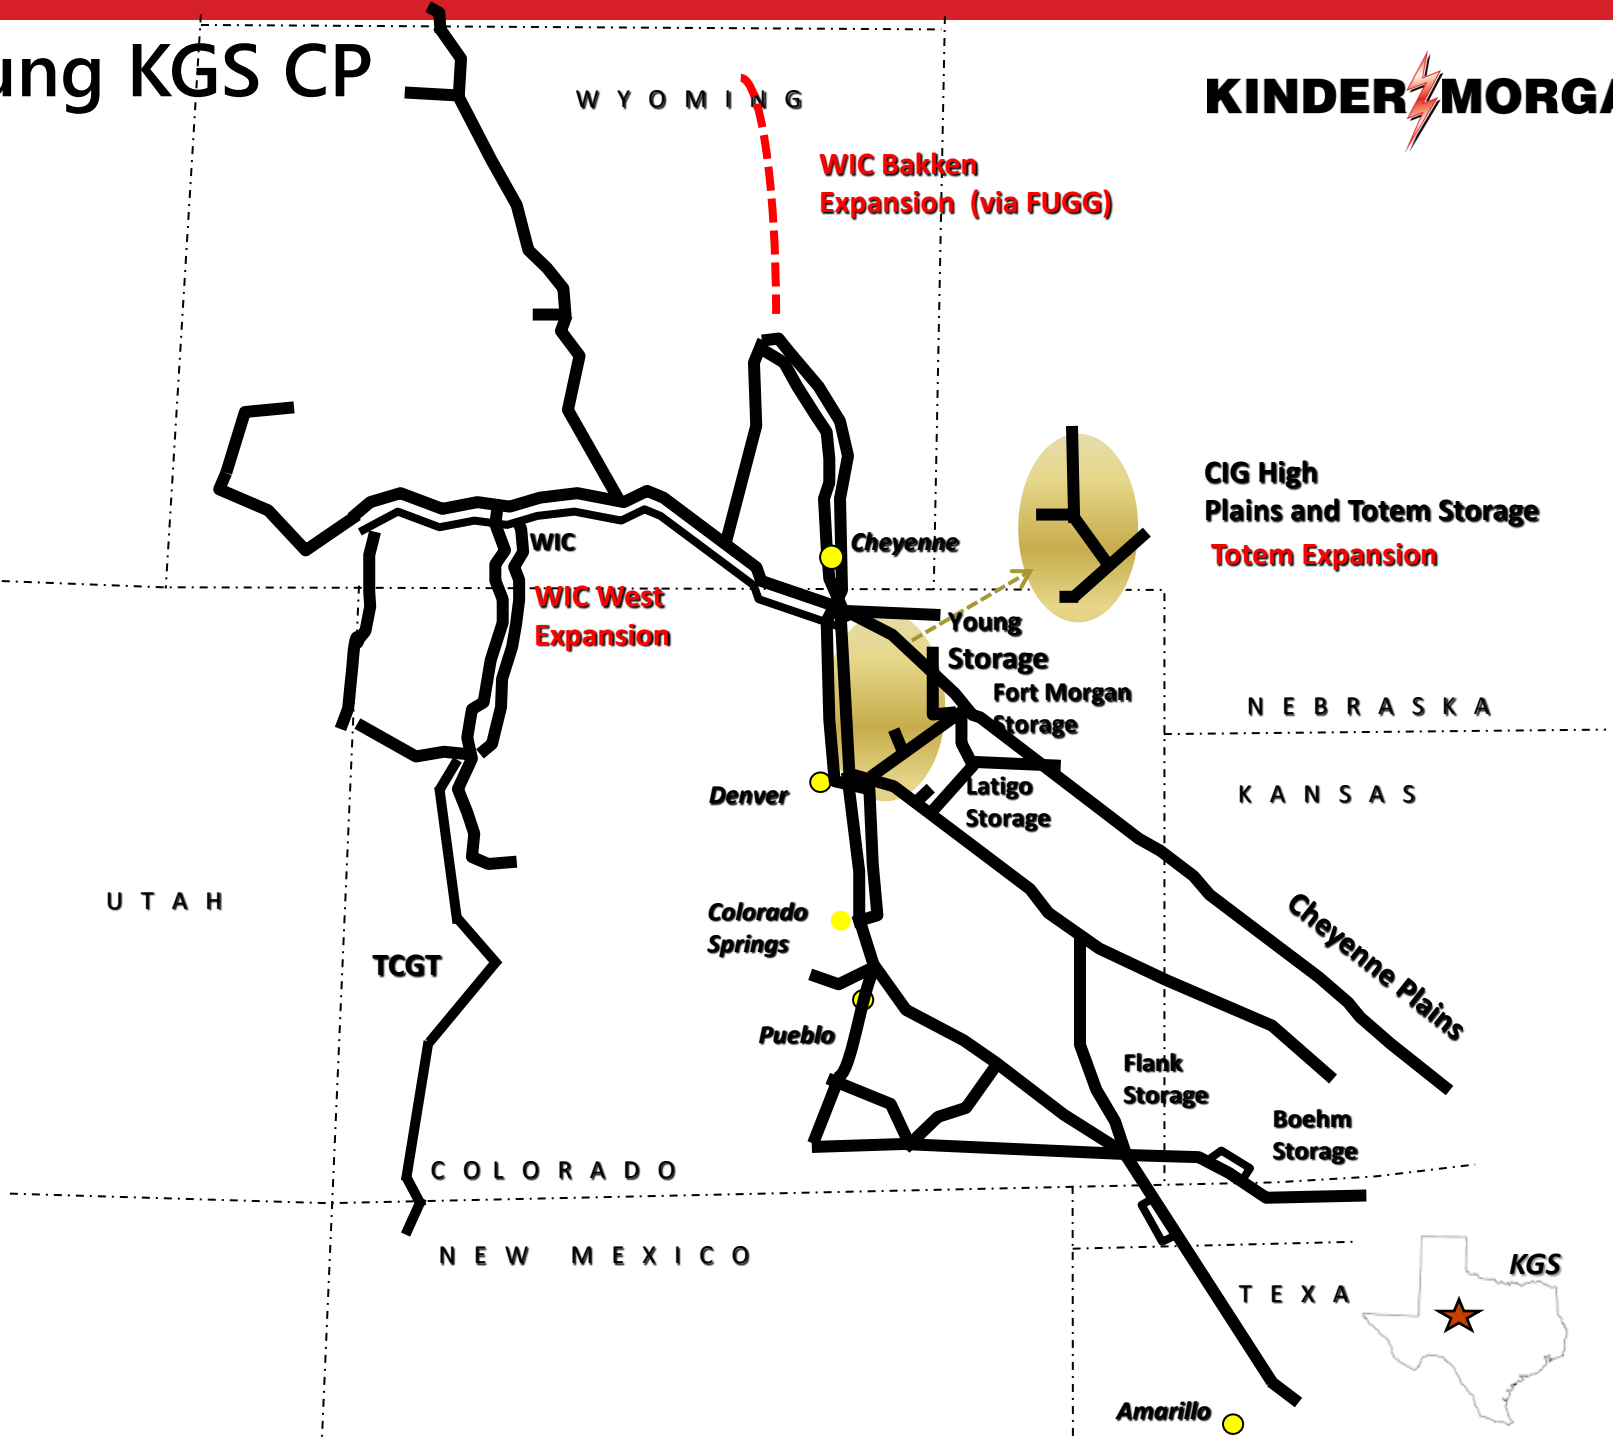 ung KGS CP
KINDER MORGA
W Y O M I N G
WIC Bakken
Expansion (via FUGG)
CIG High
Plains and Totem Storage
Totem Expansion
WIC
Cheyenne
WIC West
Expansion
Young
Storage
Fort Morgan
Storage
N E B R A S K A
Denver
Latigo
Storage
K A N S A S
U T A H
Colorado
Springs
Cheyenne Plains
TCGT
Pueblo
Flank
Storage
Boehm
Storage
C O L O R A D O
N E W M E X I C O
KGS
T E X A
Amarillo